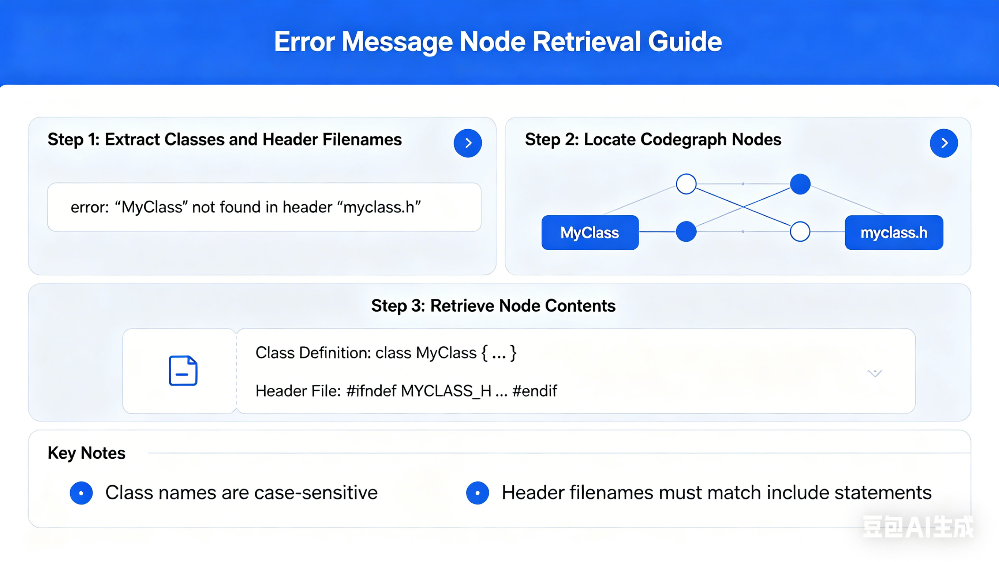 Error Message Node Retrieval Guide
Step 1: Extract Classes and Header Filenames
error: “MyClass” not found in header “myclass.h”
Step 2: Locate Codegraph Nodes
MyClass
myclass.h
Step 3: Retrieve Node Contents
Class Definition: class MyClass { ... }
Header File: #ifndef MYCLASS_H ... #endif
Key Notes
Class names are case-sensitive
Header filenames must match include statements
豆包AI生成